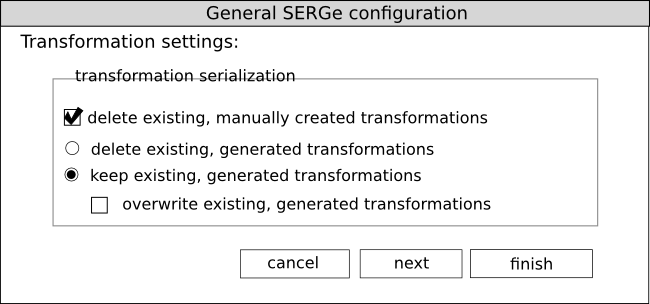 General SERGe configuration
Transformation settings:
transformation serialization
delete existing, manually created transformations
delete existing, generated transformations
keep existing, generated transformations
overwrite existing, generated transformations
cancel next finish